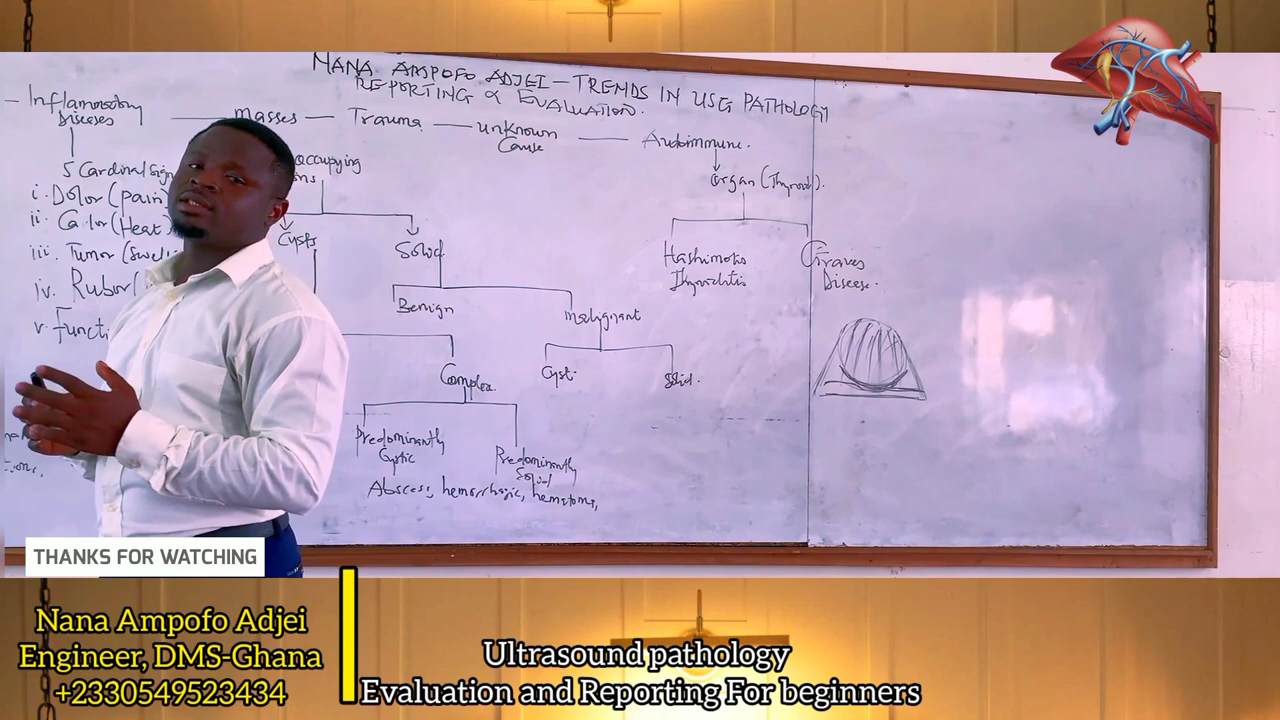 NANA AMPOFO ADJEI — TRENDS IN USG PATHOLOGY
REPORTING & EVALUATION.
— Inflammatory Diseases — Masses — Trauma — unknown Cause — Autoimmune.
5 Cardinal Sign
i. Dolor (Pain)
ii. Calor (Heat)
iii. Tumor (Swell
iv. Rubor (
v. Functi
occupying
Cysts
Solid
Benign
Malignant
Cyst.
Solid.
Complex.
Predominantly
Cystic
Predominantly
Solid
Abscess, hemorrhagic, hematoma,
Organ (Thyroid).
Hashimotos
Thyroditis
Graves
Disease.
THANKS FOR WATCHING
Nana Ampofo Adjei
Engineer, DMS-Ghana
+2330549523434
Ultrasound pathology
Evaluation and Reporting For beginners